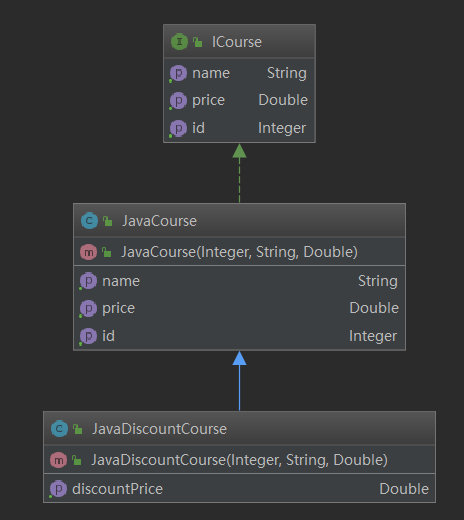 I ICourse
p name String
p price Double
p id Integer
C JavaCourse
m JavaCourse(Integer, String, Double)
p name String
p price Double
p id Integer
C JavaDiscountCourse
m JavaDiscountCourse(Integer, String, Double)
p discountPrice Double